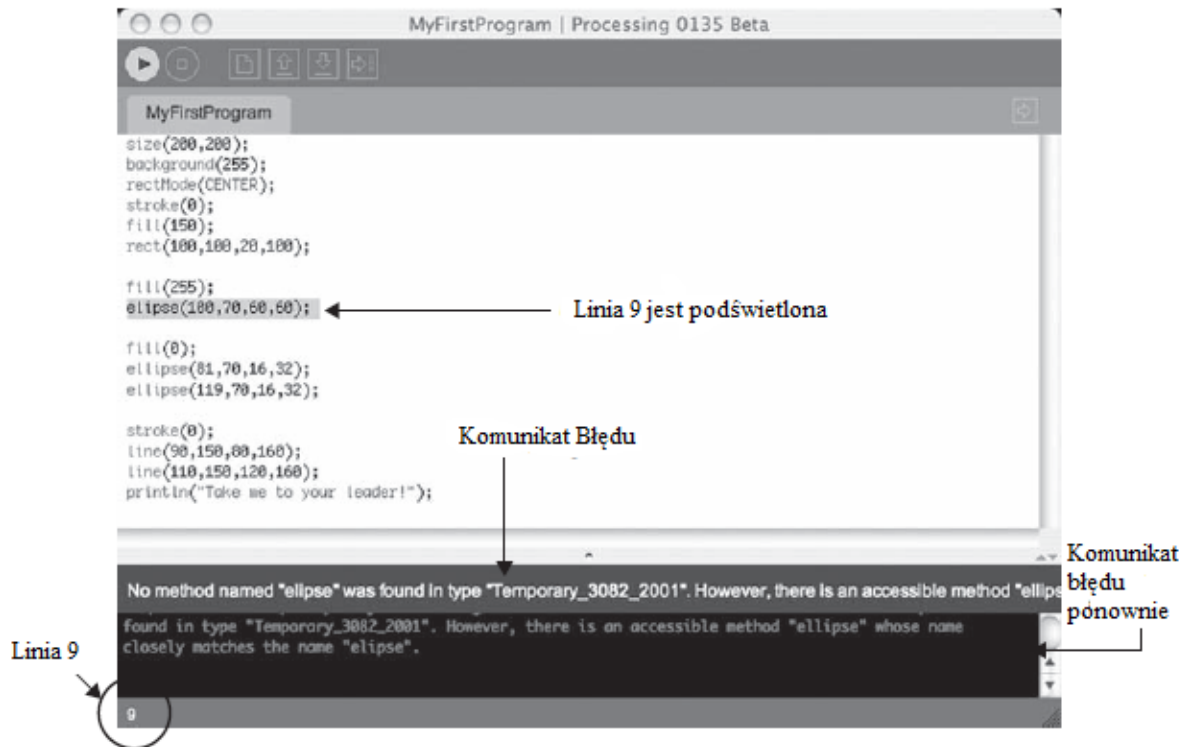 MyFirstProgram | Processing 0135 Beta
MyFirstProgram
size(200,200);
background(255);
rectMode(CENTER);
stroke(0);
fill(150);
rect(100,100,20,100);
fill(255);
elipse(100,70,60,60);
Linia 9 jest podświetlona
fill(0);
ellipse(81,70,16,32);
ellipse(119,70,16,32);
stroke(0);
line(90,150,80,160);
line(110,150,120,160);
println("Take me to your leader!");
Komunikat Błędu
No method named "elipse" was found in type "Temporary_3082_2001". However, there is an accessible method "ellips
found in type "Temporary_3082_2001". However, there is an accessible method "ellipse" whose name
closely matches the name "elipse".
Komunikat
błędu
ponownie
Linia 9
9